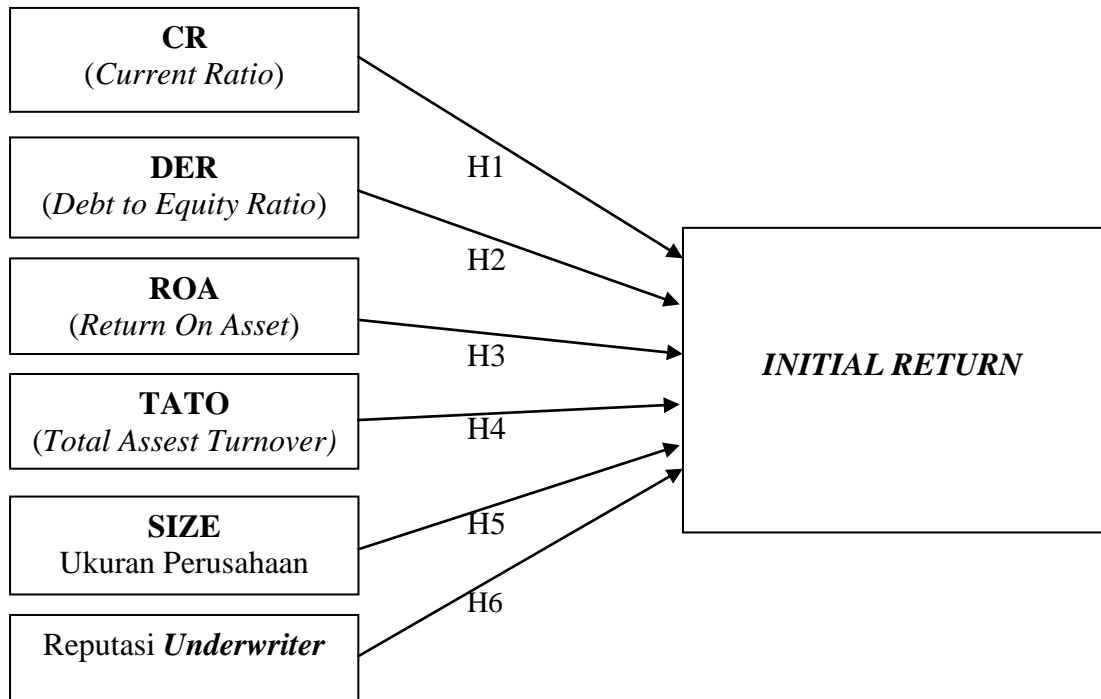 CR
(Current Ratio)
DER
(Debt to Equity Ratio)
ROA
(Return On Asset)
TATO
(Total Assest Turnover)
SIZE
Ukuran Perusahaan
Reputasi Underwriter
H1
H2
H3
H4
H5
H6
INITIAL RETURN